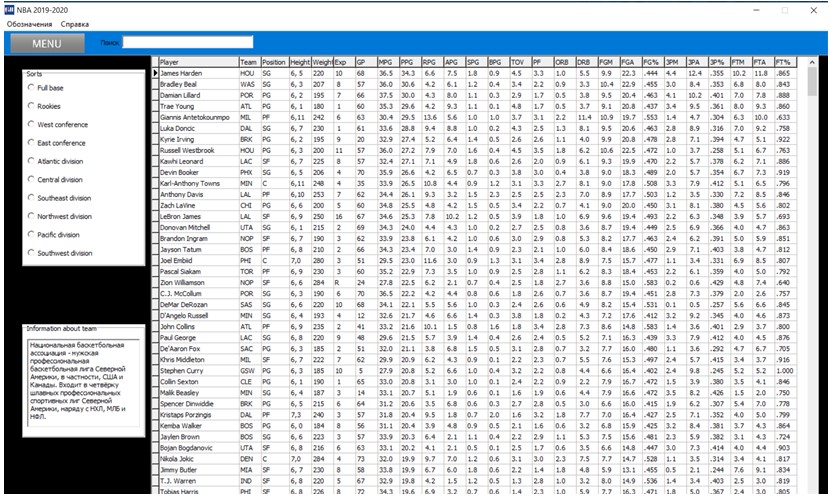 NBA 2019-2020
Обозначения Справка
MENU Поиск
Sorts
Full base
Rookies
West conference
East conference
Atlantic division
Central division
Southeast division
Northwest division
Pacific division
Southwest division
Information about team
Национальная баскетбольная
ассоциация - мужская
профессиональная
баскетбольная лига Северной
Америки, в частности, США и
Канады. Входит в четвёрку
шлавных профессиональных
спортивных лиг Северной
Америки, наряду с НХЛ, МЛБ и
НФЛ.
Player Team Position Height Weight Exp GP MPG PPG RPG APG SPG BPG TOV PF ORB DRB FGM FGA FG% 3PM 3PA 3P% FTM FTA FT%
James Harden HOU SG 6, 5 220 10 68 36.5 34.3 6.6 7.5 1.8 0.9 4.5 3.3 1.0 5.5 9.9 22.3 .444 4.4 12.4 .355 10.2 11.8 .865
Bradley Beal WAS SG 6, 3 207 8 57 36.0 30.6 4.2 6.1 1.2 0.4 3.4 2.2 0.9 3.3 10.4 22.9 .455 3.0 8.4 .353 6.8 8.0 .843
Damian Lillard POR PG 6, 2 195 7 66 37.5 30.0 4.3 8.0 1.1 0.3 2.9 1.7 0.5 3.8 9.5 20.4 .463 4.1 10.2 .401 7.0 7.8 .888
Trae Young ATL PG 6, 1 180 1 60 35.3 29.6 4.2 9.3 1.1 0.1 4.8 1.7 0.5 3.7 9.1 20.8 .437 3.4 9.5 .361 8.0 9.3 .860
Giannis Antetokounmpo MIL PF 6,11 242 6 63 30.4 29.5 13.6 5.6 1.0 1.0 3.7 3.1 2.2 11.4 10.9 19.7 .553 1.4 4.7 .304 6.3 10.0 .633
Luka Doncic DAL SG 6, 7 230 1 61 33.6 28.8 9.4 8.8 1.0 0.2 4.3 2.5 1.3 8.1 9.5 20.6 .463 2.8 8.9 .316 7.0 9.2 .758
Kyrie Irving BRK PG 6, 2 195 9 20 32.9 27.4 5.2 6.4 1.4 0.5 2.6 2.6 1.1 4.0 9.9 20.8 .478 2.8 7.1 .394 4.7 5.1 .922
Russell Westbrook HOU PG 6, 3 200 11 57 36.0 27.2 7.9 7.0 1.6 0.4 4.5 3.5 1.8 6.2 10.6 22.5 .472 1.0 3.7 .258 5.1 6.7 .763
Kawhi Leonard LAC SF 6, 7 225 8 57 32.4 27.1 7.1 4.9 1.8 0.6 2.6 2.0 0.9 6.1 9.3 19.9 .470 2.2 5.7 .378 6.2 7.1 .886
Devin Booker PHX SG 6, 5 206 4 70 35.9 26.6 4.2 6.5 0.7 0.3 3.8 3.0 0.4 3.8 9.0 18.3 .489 2.0 5.7 .354 6.7 7.3 .919
Karl-Anthony Towns MIN C 6,11 248 4 35 33.9 26.5 10.8 4.4 0.9 1.2 3.1 3.3 2.7 8.1 9.0 17.8 .508 3.3 7.9 .412 5.1 6.5 .796
Anthony Davis LAL PF 6,10 253 7 62 34.4 26.1 9.3 3.2 1.5 2.3 2.5 2.5 2.3 7.0 8.9 17.7 .503 1.2 3.5 .330 7.2 8.5 .846
Zach LaVine CHI PG 6, 6 200 5 60 34.8 25.5 4.8 4.2 1.5 0.5 3.4 2.2 0.7 4.1 9.0 20.0 .450 3.1 8.1 .380 4.5 5.6 .802
LeBron James LAL SF 6, 9 250 16 67 34.6 25.3 7.8 10.2 1.2 0.5 3.9 1.8 1.0 6.9 9.6 19.4 .493 2.2 6.3 .348 3.9 5.7 .693
Donovan Mitchell UTA SG 6, 1 215 2 69 34.3 24.0 4.4 4.3 1.0 0.2 2.7 2.5 0.8 3.6 8.7 19.4 .449 2.5 6.9 .366 4.0 4.7 .863
Brandon Ingram NOP SF 6, 7 190 3 62 33.9 23.8 6.1 4.2 1.0 0.6 3.0 2.9 0.8 5.3 8.2 17.7 .463 2.4 6.2 .391 5.0 5.9 .851
Jayson Tatum BOS PF 6, 8 210 2 66 34.3 23.4 7.0 3.0 1.4 0.9 2.3 2.1 1.0 6.0 8.4 18.6 .450 2.9 7.1 .403 3.8 4.7 .812
Joel Embid PHI C 7,0 280 3 51 29.5 23.0 11.6 3.0 0.9 1.3 3.1 3.4 2.8 8.9 7.5 15.7 .477 1.1 3.4 .331 6.9 8.5 .807
Pascal Siakam TOR PF 6, 9 230 3 60 35.2 22.9 7.3 3.5 1.0 0.9 2.5 2.8 1.1 6.2 8.3 18.4 .453 2.2 6.1 .359 4.0 5.0 .792
Zion Williamson NOP SF 6, 6 284 R 24 27.8 22.5 6.2 2.1 0.7 0.4 2.5 1.8 2.7 3.6 8.8 15.0 .583 0.2 0.6 .429 4.8 7.4 .640
C.J. McCollum POR SG 6, 3 190 6 70 36.5 22.2 4.2 4.4 0.8 0.6 1.8 2.6 0.7 3.6 8.7 19.4 .451 2.8 7.3 .379 2.0 2.6 .757
DeMar DeRozan SAS SG 6, 6 220 10 68 34.1 22.1 5.5 5.6 1.0 0.3 2.4 2.6 0.6 4.9 8.2 15.4 .531 0.1 0.5 .257 5.6 6.6 .845
D'Angelo Russell MIN SG 6, 4 193 4 12 32.6 21.7 4.6 6.6 1.4 0.3 3.8 1.8 0.2 4.3 7.2 17.6 .412 3.2 9.2 .345 4.0 4.6 .873
John Collins ATL PF 6, 9 235 2 41 33.2 21.6 10.1 1.5 0.8 1.6 1.8 3.4 2.8 7.3 8.6 14.8 .583 1.4 3.6 .401 2.9 3.7 .800
Paul George LAC SG 6, 8 220 9 48 29.6 21.5 5.7 3.9 1.4 0.4 2.6 2.4 0.5 5.2 7.1 16.3 .439 3.3 7.9 .412 4.0 4.5 .876
De'Aaron Fox SAC PG 6, 3 185 2 51 32.0 21.1 3.8 6.8 1.5 0.5 3.1 2.8 0.7 3.2 7.7 16.0 .480 1.1 3.6 .292 4.7 6.7 .705
Khris Middleton MIL SF 6, 7 222 7 62 29.9 20.9 6.2 4.3 0.9 0.1 2.2 2.3 0.7 5.5 7.6 15.3 .497 2.4 5.7 .415 3.4 3.7 .916
Stephen Curry GSW PG 6, 3 185 10 5 27.9 20.8 5.2 6.6 1.0 0.4 3.2 2.2 0.8 4.4 6.6 16.4 .402 2.4 9.8 .245 5.2 5.2 1.000
Collin Sexton CLE PG 6, 1 190 1 65 33.0 20.8 3.1 3.0 1.0 0.1 2.4 2.2 0.9 2.2 7.9 16.7 .472 1.5 3.9 .380 3.5 4.1 .846
Malik Beasley MIN SG 6, 4 187 3 14 33.1 20.7 5.1 1.9 0.6 0.1 1.6 1.9 0.6 4.4 7.9 16.6 .472 3.5 8.2 .426 1.5 2.0 .750
Spencer Dinwiddie BRK PG 6, 5 215 6 64 31.2 20.6 3.5 6.8 0.6 0.3 2.7 2.8 0.5 3.0 6.6 16.0 .415 1.9 6.2 .307 5.4 7.0 .778
Kristaps Porzingis DAL PF 7,3 240 3 57 31.8 20.4 9.5 1.8 0.7 2.0 1.6 3.2 1.8 7.7 7.0 16.4 .427 2.5 7.1 .352 4.0 5.0 .799
Kemba Walker BOS PG 6, 0 184 8 56 31.1 20.4 3.9 4.8 0.9 0.5 2.1 1.6 0.6 3.2 6.8 15.9 .425 3.2 8.4 .381 3.7 4.3 .864
Jaylen Brown BOS SG 6, 6 223 3 57 33.9 20.3 6.4 2.1 1.1 0.4 2.2 2.9 1.1 5.3 7.5 15.6 .481 2.3 5.9 .382 3.1 4.3 .724
Bojan Bogdanovic UTA SF 6, 8 216 6 63 33.1 20.2 4.1 2.1 0.5 0.1 2.5 1.7 0.6 3.5 6.6 14.8 .447 3.0 7.3 .414 4.0 4.4 .903
Nikola Jokic DEN C 7,0 284 4 73 32.0 19.9 9.7 7.0 1.2 0.6 3.1 3.0 2.3 7.5 7.7 14.7 .528 1.1 3.5 .314 3.4 4.1 .817
Jimmy Butler MIA SF 6, 7 230 8 58 33.8 19.9 6.7 6.0 1.8 0.6 2.2 1.4 1.8 4.8 5.9 13.1 .455 0.5 2.1 .244 7.6 9.1 .834
T.J. Warren IND SF 6, 8 220 5 67 32.9 19.8 4.2 1.5 1.2 0.5 1.3 2.8 1.0 3.2 8.0 14.9 .536 1.4 3.4 .403 2.5 3.0 .819
Tobias Harris PHI SF 6, 8 226 8 72 34.3 19.6 6.9 3.2 0.7 0.6 1.4 2.3 1.0 5.9 7.7 16.3 .471 1.8 5.0 .367 2.4 3.0 .805